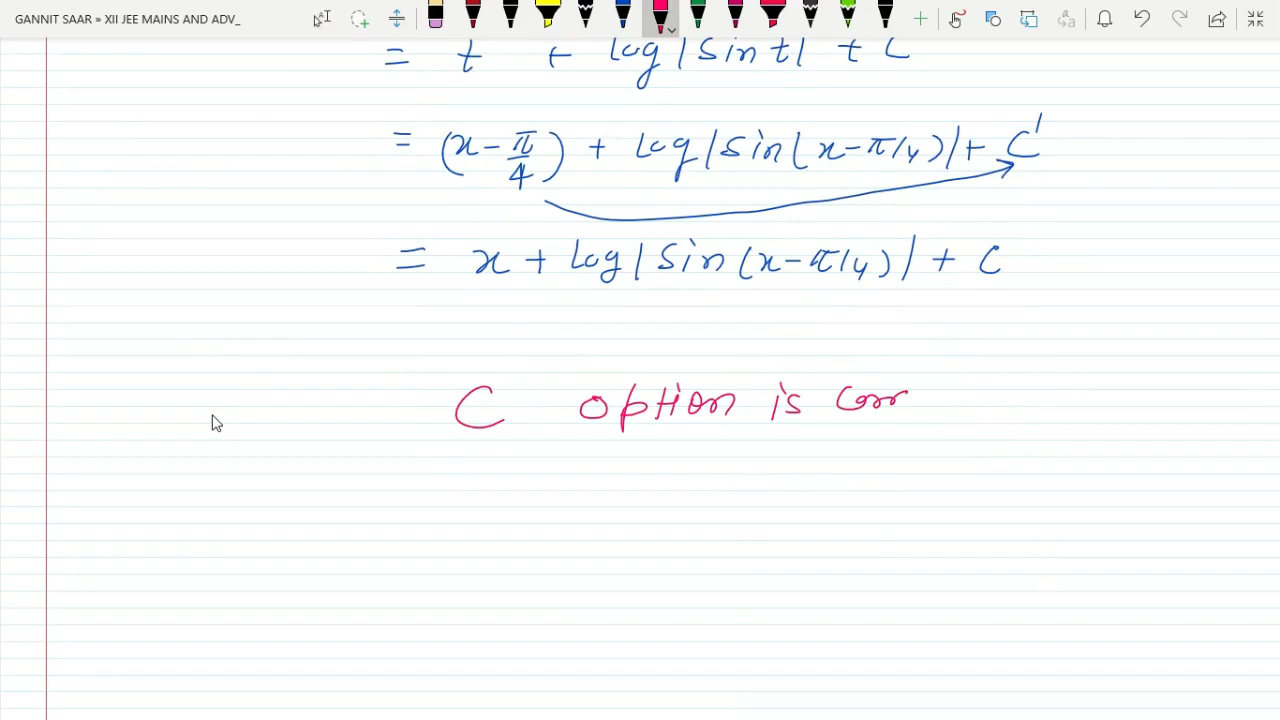 GANNIT SAAR » XII JEE MAINS AND ADV_
= t + log|sin t| + C
= (x - π/4) + log|sin(x-π/4)| + C'
= x + log|sin(x-π/4)| + C
C option is corr